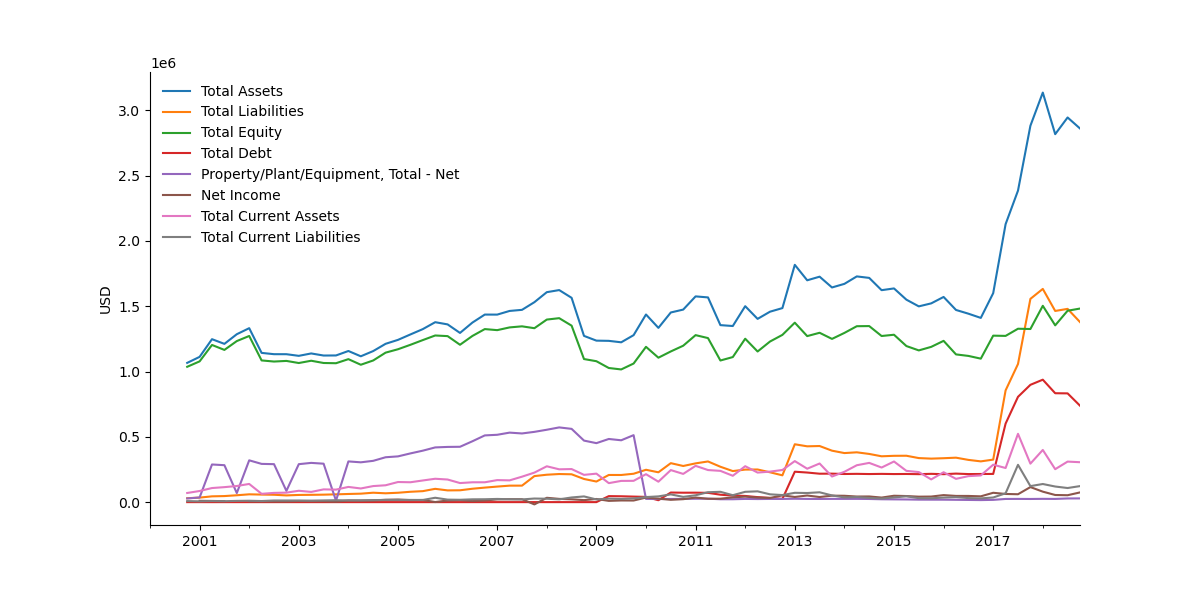 1e6
Total Assets
Total Liabilities
Total Equity
Total Debt
Property/Plant/Equipment, Total - Net
Net Income
Total Current Assets
Total Current Liabilities
USD
3.0
2.5
2.0
1.5
1.0
0.5
0.0
2001 2003 2005 2007 2009 2011 2013 2015 2017